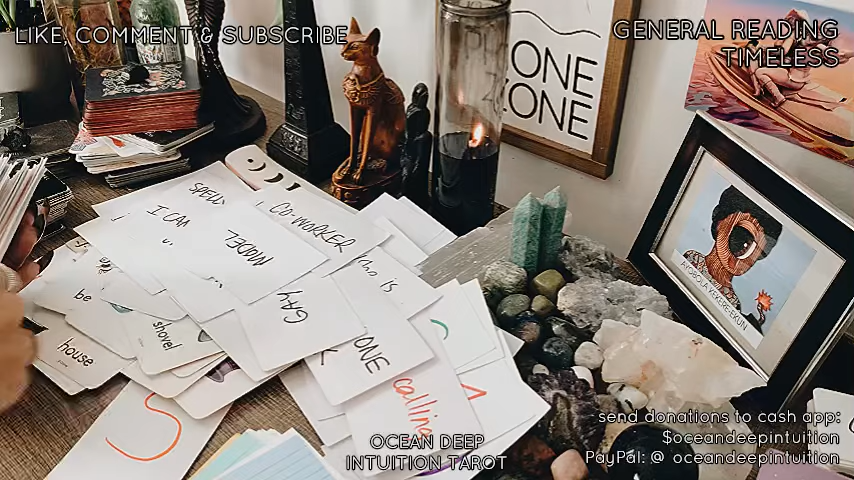 LIKE, COMMENT & SUBSCRIBE
GENERAL READING
TIMELESS
ONE
ZONE
SPELL
I CAN
CO-WORKER
MODEL
who is
GAY
be
shovel
house
ONE
calling
S
AYOBOLA KEKERE-EKUN
OCEAN DEEP
INTUITION TAROT
send donations to cash app:
$oceandeepintuition
PayPal: @ oceandeepintuition